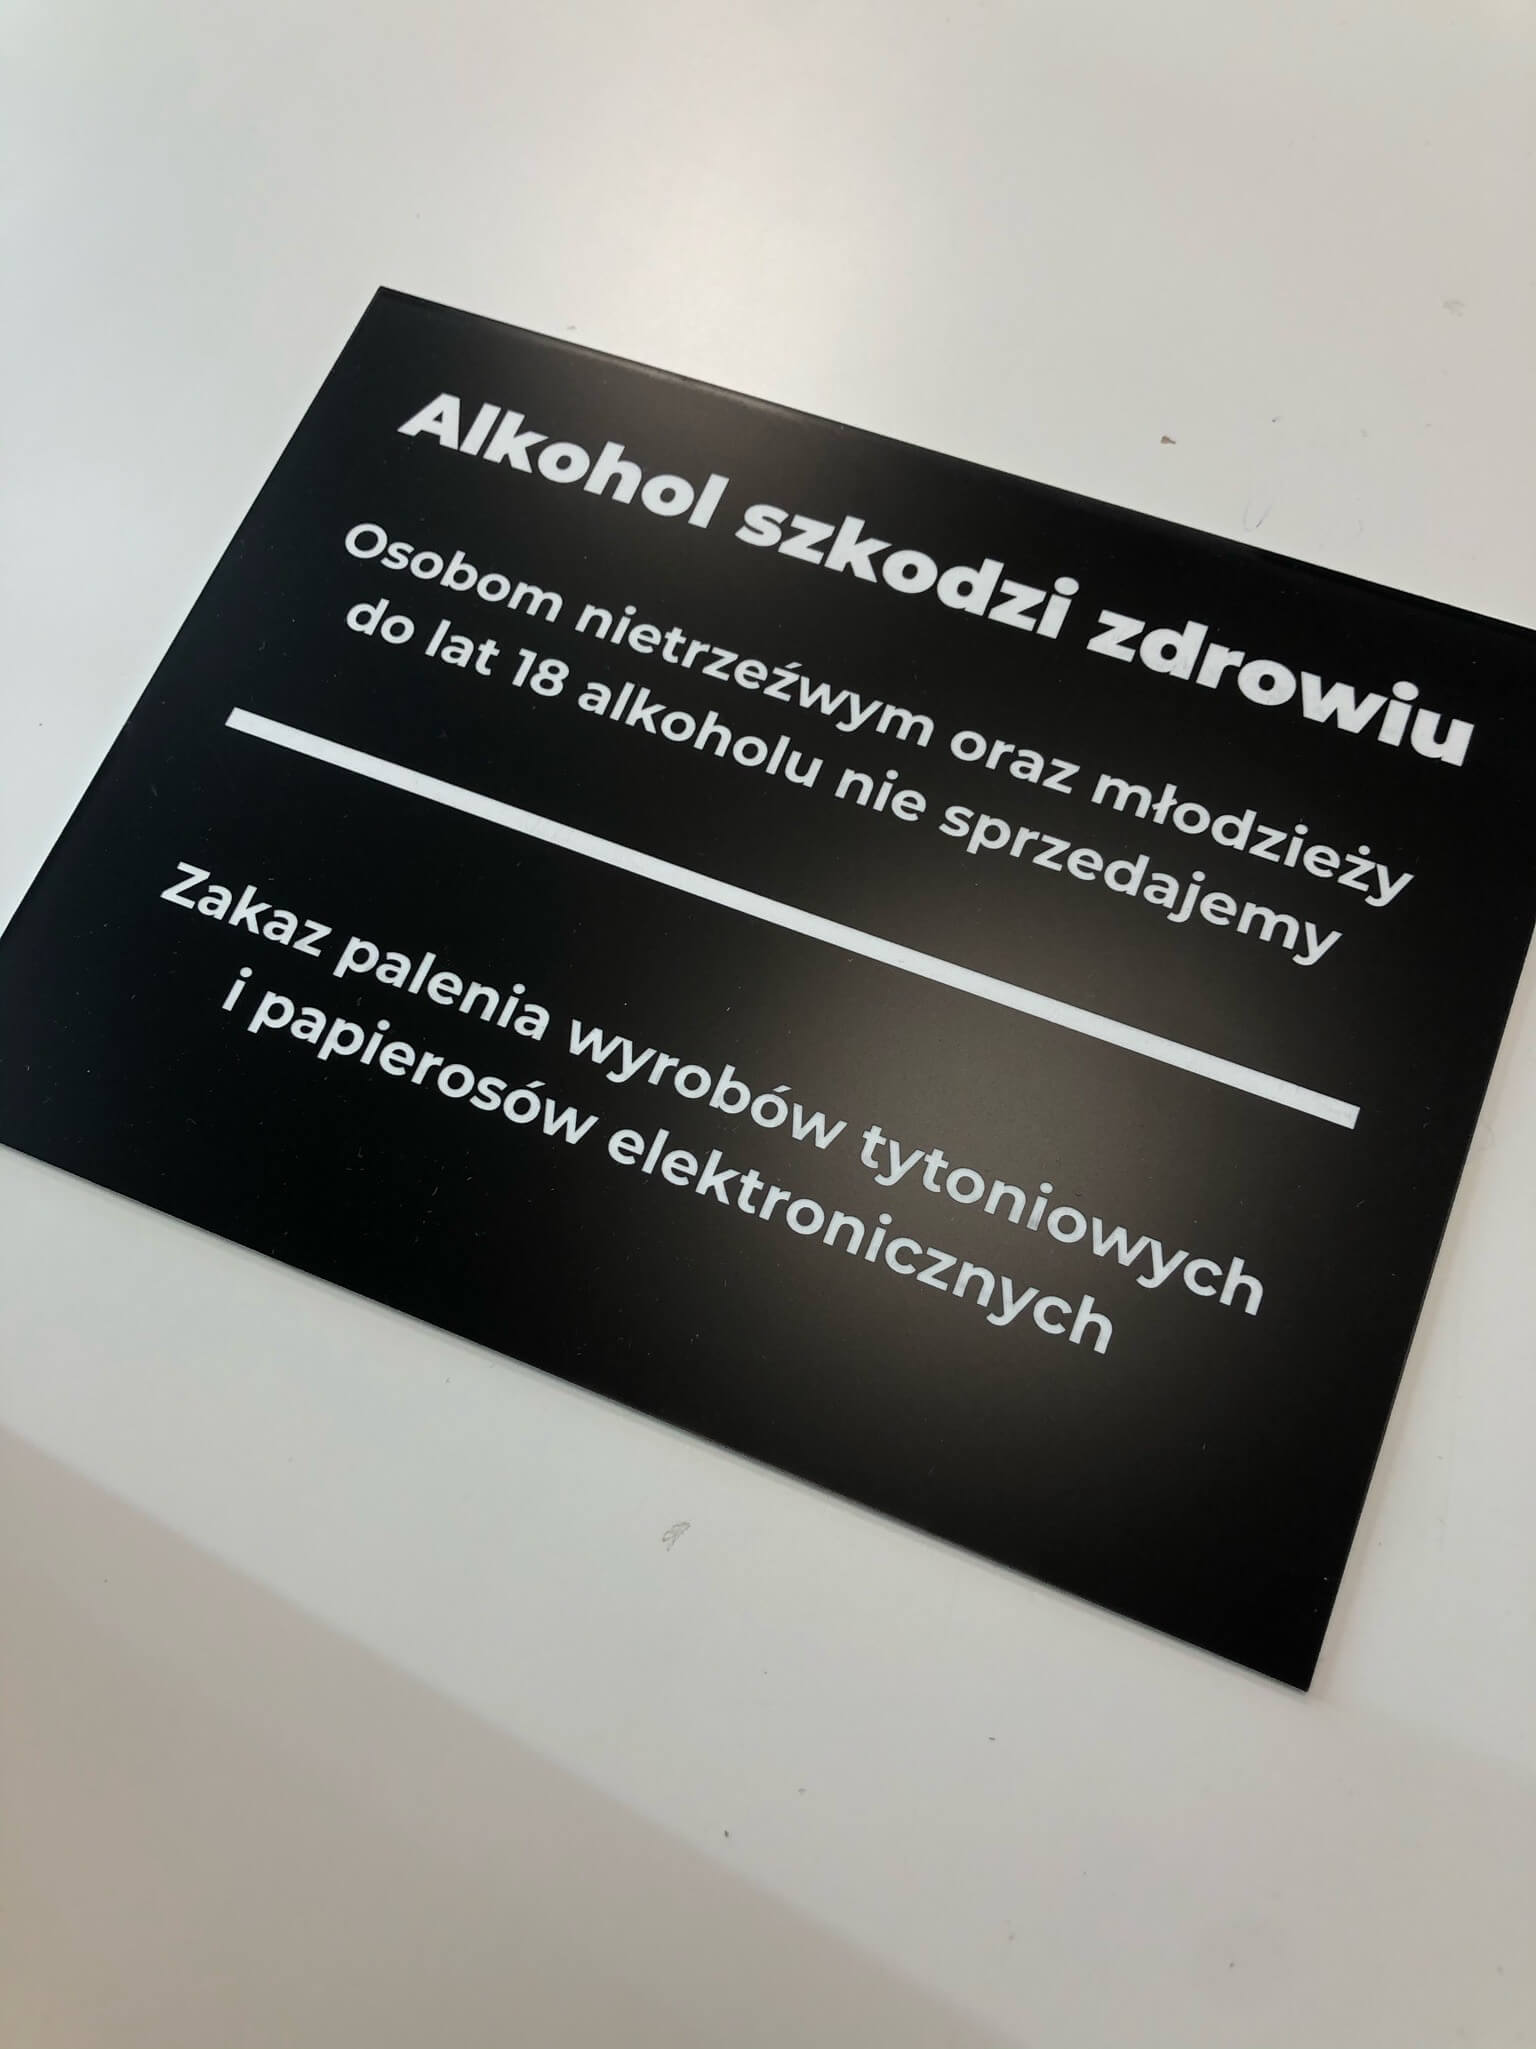 Alkohol szkodzi zdrowiu
Osobom nietrzeźwym oraz młodzieży
do lat 18 alkoholu nie sprzedajemy
Zakaz palenia wyrobów tytoniowych
i papierosów elektronicznych